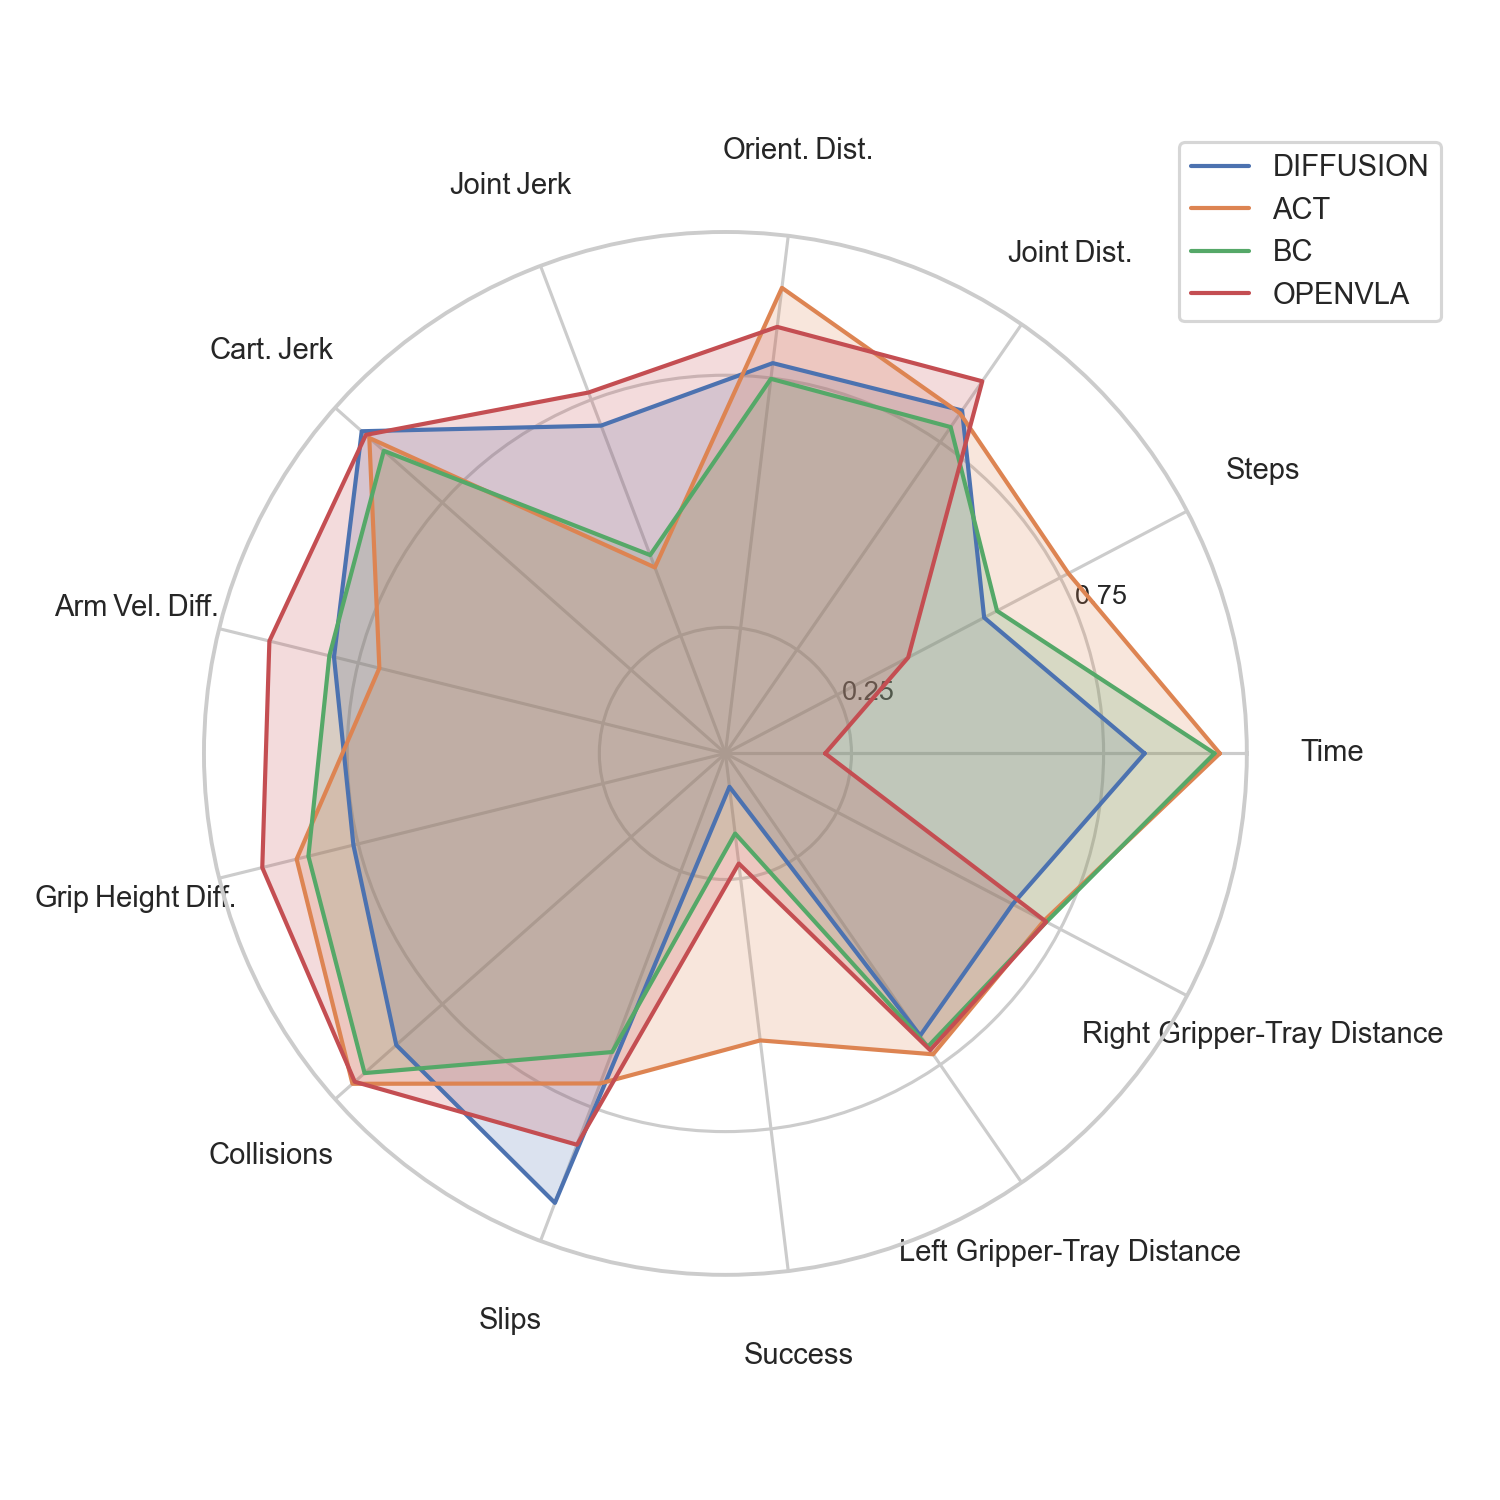 Orient. Dist.
Joint Jerk
Joint Dist.
Cart. Jerk
Steps
Arm Vel. Diff.
0.75
0.25
Time
Grip Height Diff.
Right Gripper-Tray Distance
Collisions
Left Gripper-Tray Distance
Slips
Success
DIFFUSION
ACT
BC
OPENVLA